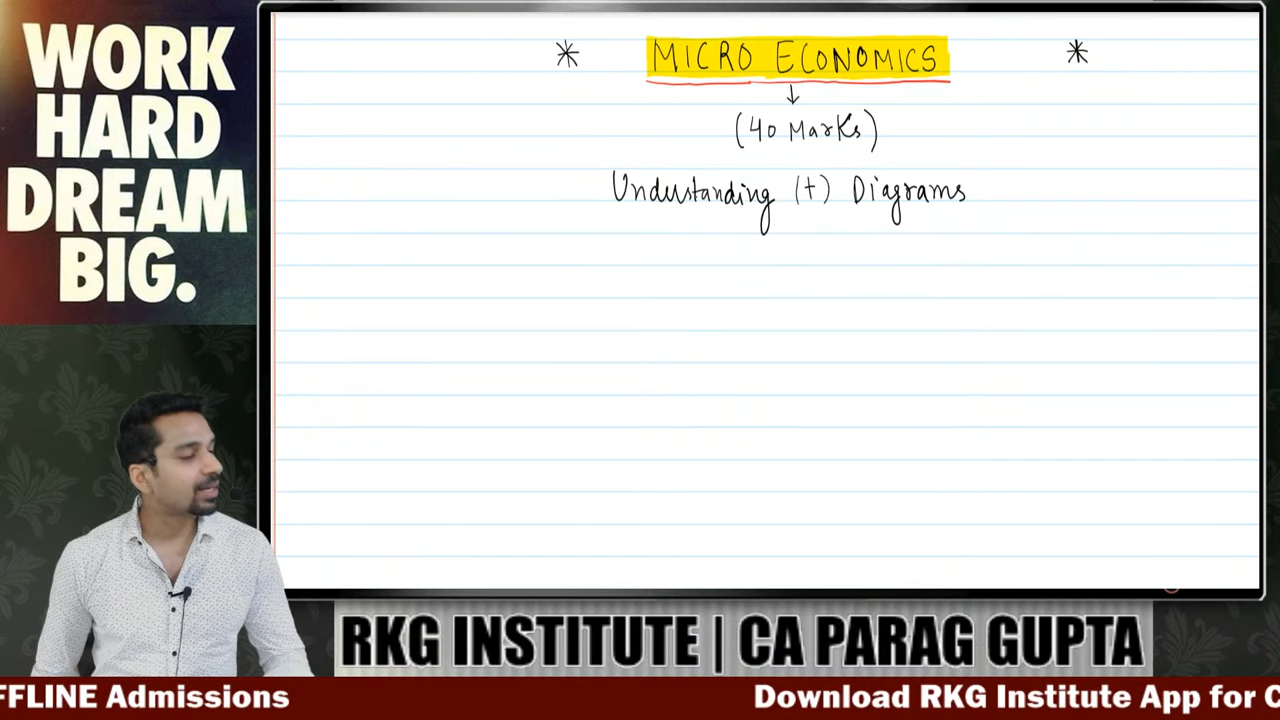 WORK
HARD
DREAM
BIG.
* MICRO ECONOMICS *
(40 Marks)
Understanding (+) Diagrams
RKG INSTITUTE | CA PARAG GUPTA
FFLINE Admissions
Download RKG Institute App for C